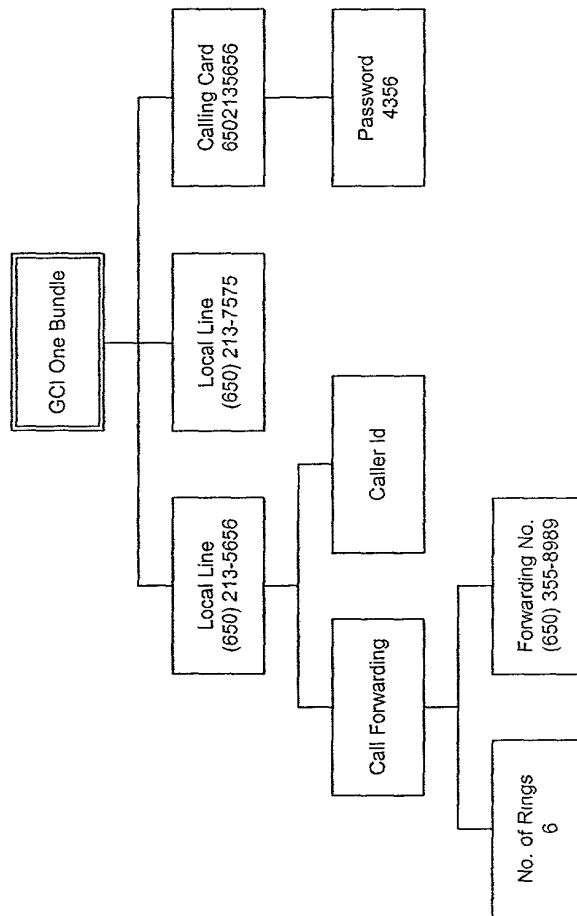 GCI One Bundle
Local Line
(650) 213-5656
Local Line
(650) 213-7575
Calling Card
6502135656
Call Forwarding
Caller Id
Password
4356
No. of Rings
6
Forwarding No.
(650) 355-8989